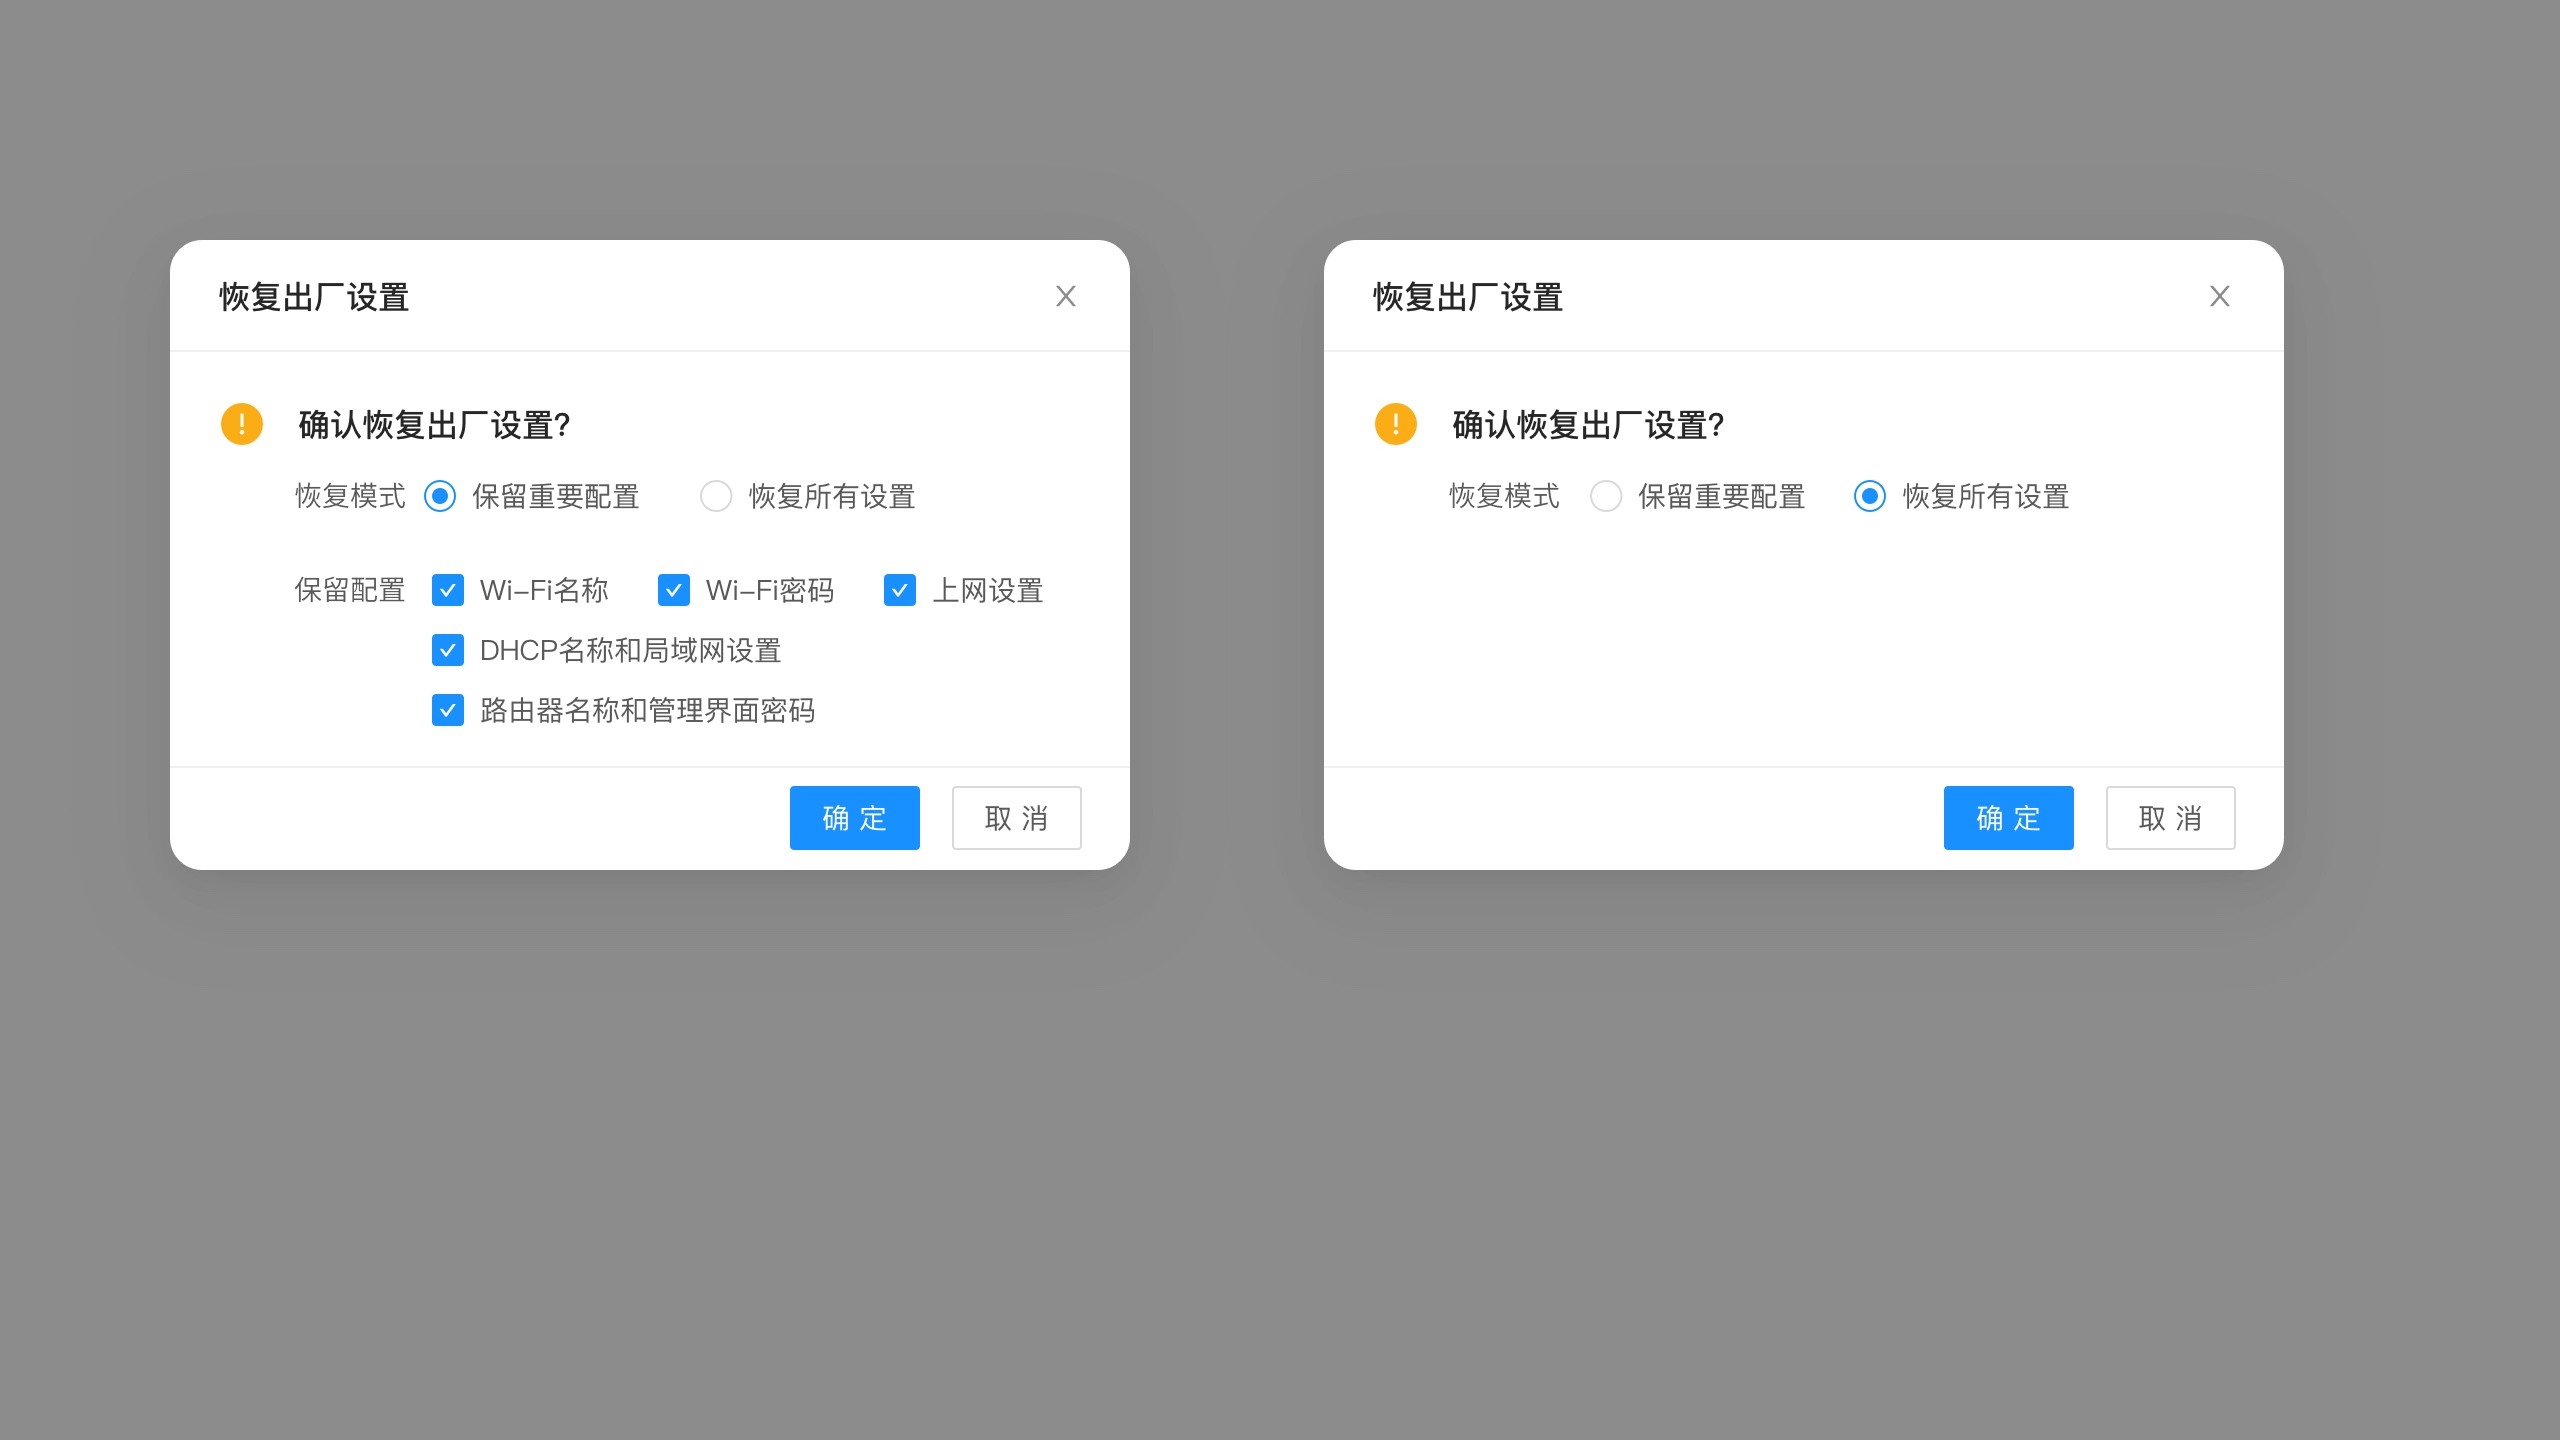 恢复出厂设置
确认恢复出厂设置?
恢复模式 保留重要配置 恢复所有设置
保留配置 Wi-Fi名称 Wi-Fi密码 上网设置
DHCP名称和局域网设置
路由器名称和管理界面密码
确 定 取 消
恢复出厂设置
确认恢复出厂设置?
恢复模式 保留重要配置 恢复所有设置
确 定 取 消